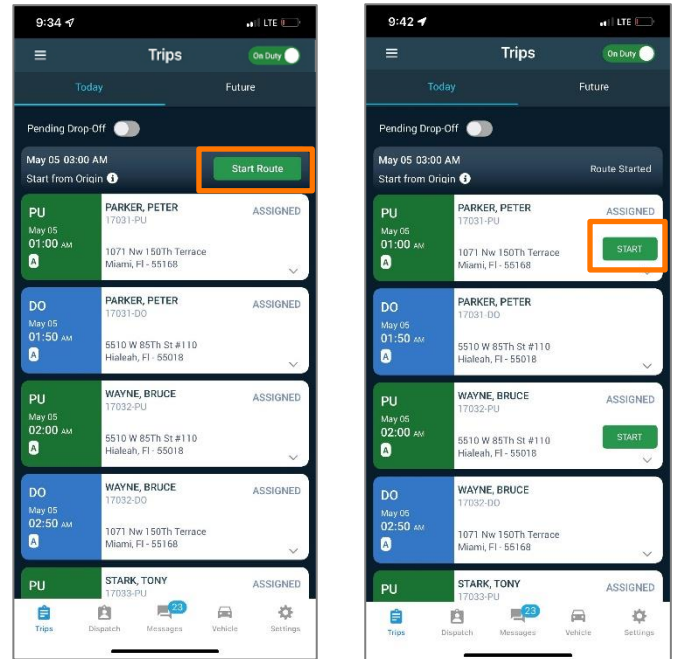 9:34
LTE
Trips
On Duty
Today
Future
Pending Drop-Off
May 05 03:00 AM
Start from Origin
Start Route
PU
May 05
01:00 AM
A
PARKER, PETER
17031-PU
ASSIGNED
1071 Nw 150Th Terrace
Miami, Fl - 55168
DO
May 05
01:50 AM
A
PARKER, PETER
17031-DO
ASSIGNED
5510 W 85Th St #110
Hialeah, Fl - 55018
PU
May 05
02:00 AM
A
WAYNE, BRUCE
17032-PU
ASSIGNED
5510 W 85Th St #110
Hialeah, Fl - 55018
DO
May 05
02:50 AM
A
WAYNE, BRUCE
17032-DO
ASSIGNED
1071 Nw 150Th Terrace
Miami, Fl - 55168
PU
STARK, TONY
17033-PU
ASSIGNED
23
Trips
Dispatch
Messages
Vehicle
Settings
9:42
LTE
Trips
On Duty
Today
Future
Pending Drop-Off
May 05 03:00 AM
Start from Origin
Route Started
PU
May 05
01:00 AM
A
PARKER, PETER
17031-PU
ASSIGNED
START
1071 Nw 150Th Terrace
Miami, Fl - 55168
DO
May 05
01:50 AM
A
PARKER, PETER
17031-DO
5510 W 85Th St #110
Hialeah, Fl - 55018
PU
May 05
02:00 AM
A
WAYNE, BRUCE
17032-PU
ASSIGNED
START
5510 W 85Th St #110
Hialeah, Fl - 55018
DO
May 05
02:50 AM
A
WAYNE, BRUCE
17032-DO
1071 Nw 150Th Terrace
Miami, Fl - 55168
PU
STARK, TONY
17033-PU
ASSIGNED
23
Trips
Dispatch
Messages
Vehicle
Settings